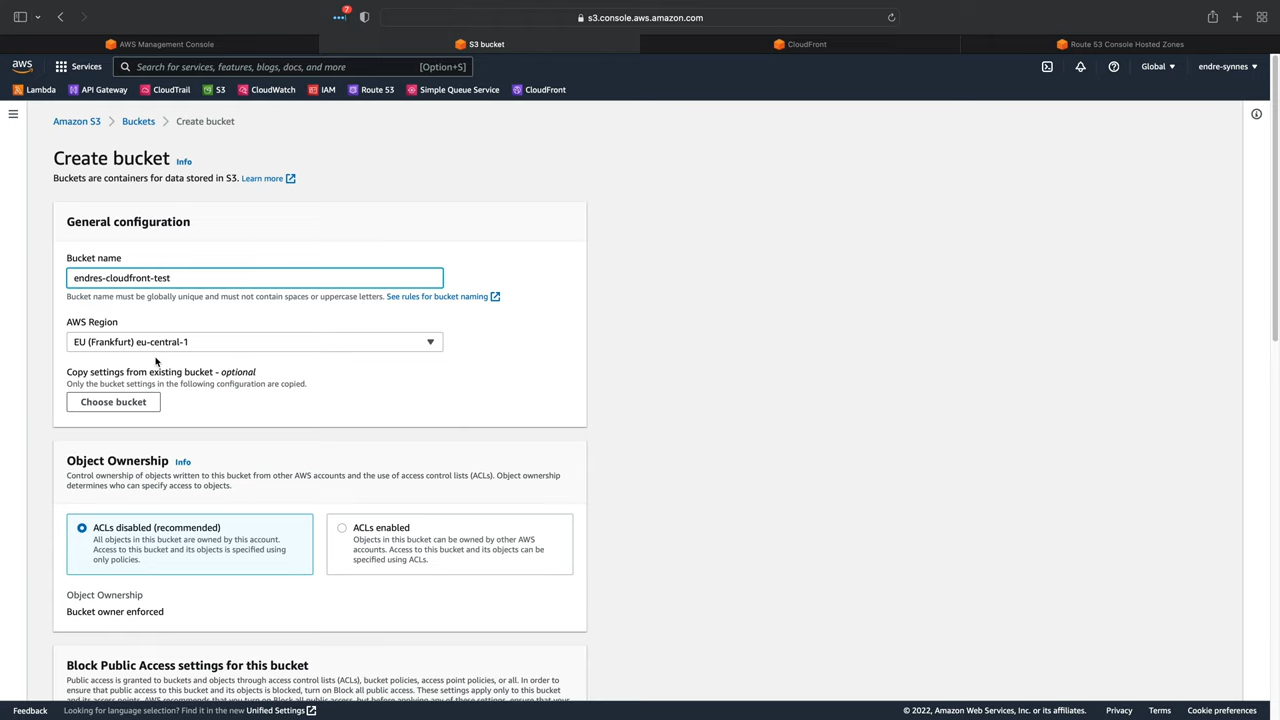 7
s3.console.aws.amazon.com
AWS Management Console
S3 bucket
CloudFront
Route 53 Console Hosted Zones
aws
Services
Search for services, features, blogs, docs, and more
[Option+S]
Global
endre-synnes
Lambda
API Gateway
CloudTrail
S3
CloudWatch
IAM
Route 53
Simple Queue Service
CloudFront
Amazon S3
Buckets
Create bucket
Create bucket Info
Buckets are containers for data stored in S3. Learn more
General configuration
Bucket name
endres-cloudfront-test
Bucket name must be globally unique and must not contain spaces or uppercase letters. See rules for bucket naming
AWS Region
EU (Frankfurt) eu-central-1
Copy settings from existing bucket - optional
Only the bucket settings in the following configuration are copied.
Choose bucket
Object Ownership Info
Control ownership of objects written to this bucket from other AWS accounts and the use of access control lists (ACLs). Object ownership
determines who can specify access to objects.
ACLs disabled (recommended)
All objects in this bucket are owned by this account.
Access to this bucket and its objects is specified using
only policies.
ACLs enabled
Objects in this bucket can be owned by other AWS
accounts. Access to this bucket and its objects can be
specified using ACLs.
Object Ownership
Bucket owner enforced
Block Public Access settings for this bucket
Public access is granted to buckets and objects through access control lists (ACLs), bucket policies, access point policies, or all. In order to
ensure that public access to this bucket and its objects is blocked, turn on Block all public access. These settings apply only to this bucket
Feedback
Looking for language selection? Find it in the new Unified Settings
© 2022, Amazon Web Services, Inc. or its affiliates.
Privacy
Terms
Cookie preferences